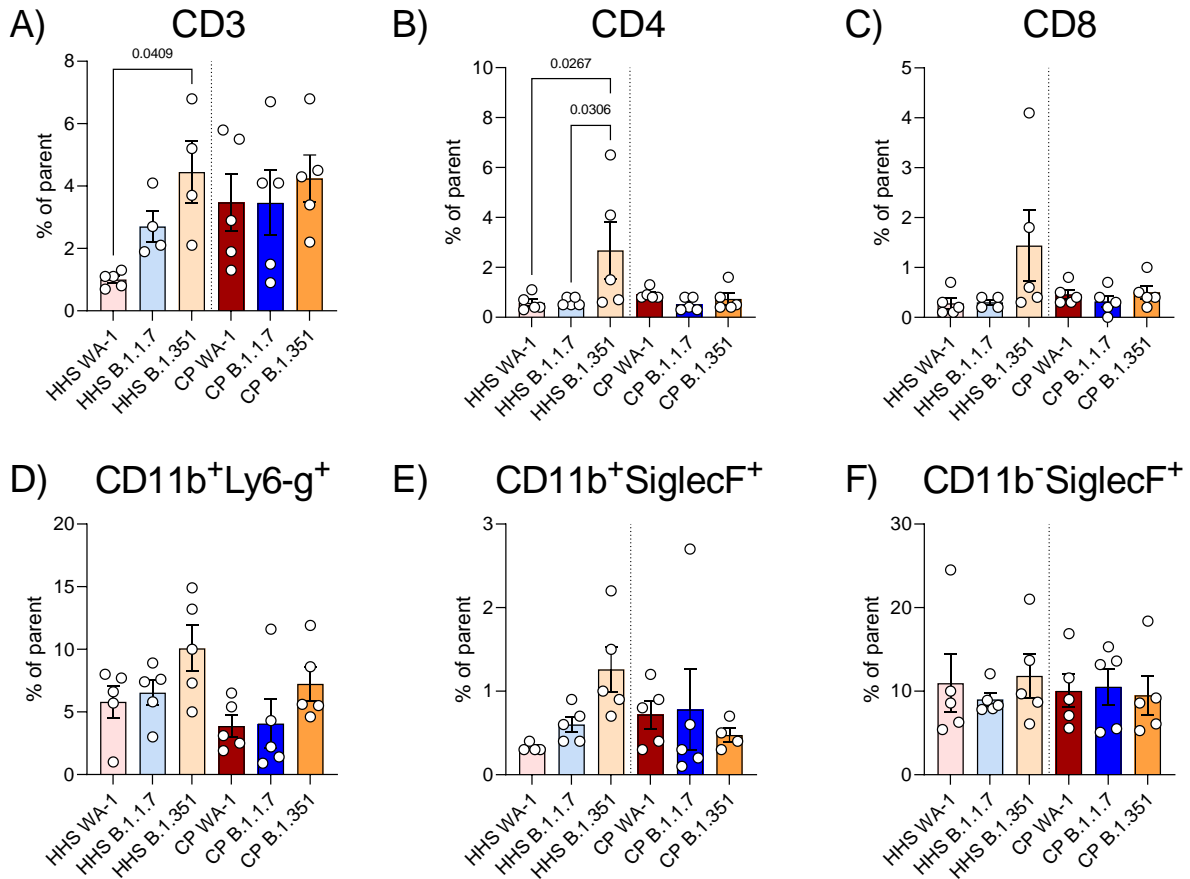 A) CD3
% of parent
8
6
4
2
0
0.0409
HHS WA-1
HHS B.1.1.7
HHS B.1.351
CP WA-1
CP B.1.1.7
CP B.1.351
B) CD4
% of parent
10
8
6
4
2
0
0.0267
0.0306
HHS WA-1
HHS B.1.1.7
HHS B.1.351
CP WA-1
CP B.1.1.7
CP B.1.351
C) CD8
% of parent
5
4
3
2
1
0
HHS WA-1
HHS B.1.1.7
HHS B.1.351
CP WA-1
CP B.1.1.7
CP B.1.351
D) CD11b⁺Ly6-g⁺
% of parent
20
15
10
5
0
HHS WA-1
HHS B.1.1.7
HHS B.1.351
CP WA-1
CP B.1.1.7
CP B.1.351
E) CD11b⁺SiglecF⁺
% of parent
3
2
1
0
HHS WA-1
HHS B.1.1.7
HHS B.1.351
CP WA-1
CP B.1.1.7
CP B.1.351
F) CD11b⁻SiglecF⁺
% of parent
30
20
10
0
HHS WA-1
HHS B.1.1.7
HHS B.1.351
CP WA-1
CP B.1.1.7
CP B.1.351